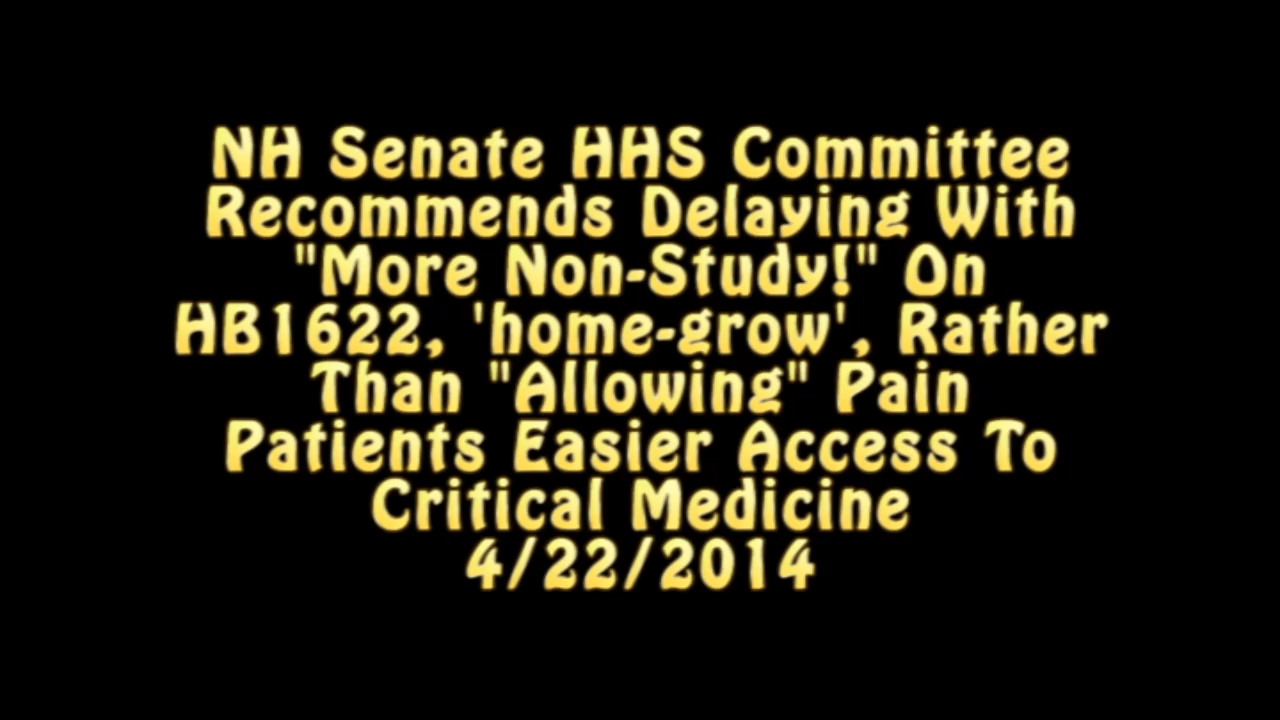 NH Senate HHS Committee
Recommends Delaying With
"More Non-Study!" On
HB1622, 'home-grow', Rather
Than "Allowing" Pain
Patients Easier Access To
Critical Medicine
4/22/2014